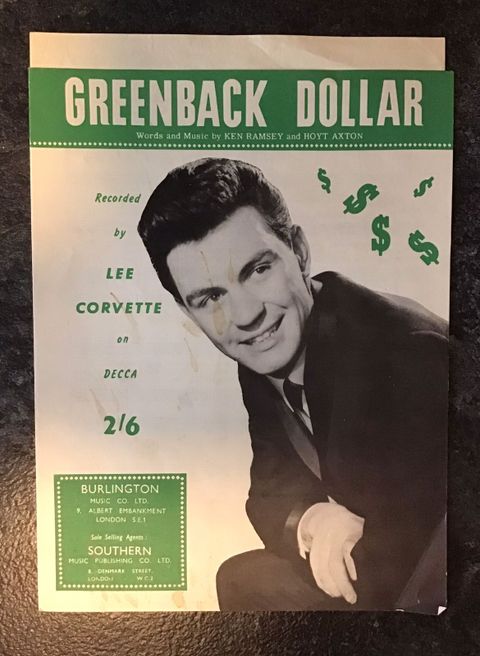 GREENBACK DOLLAR
Words and Music by KEN RAMSEY and HOYT AXTON
Recorded
by
LEE
CORVETTE
on
DECCA
2/6
$ $ $ $ $
BURLINGTON
MUSIC CO. LTD.
9, ALBERT EMBANKMENT
LONDON S.E.1
Sole Selling Agents:
SOUTHERN
MUSIC PUBLISHING CO. LTD.
8, DENMARK STREET,
LONDON W.C.2